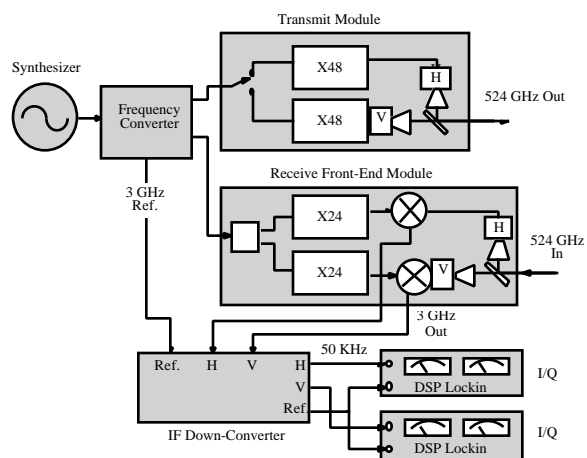 Transmit Module
Synthesizer
X48
H
524 GHz Out
Frequency
Converter
X48
V
3 GHz
Ref.
Receive Front-End Module
X24
H
524 GHz
In
X24
V
3 GHz
Out
50 KHz
Ref.
H
V
H
V
Ref.
DSP Lockin
I/Q
IF Down-Converter
DSP Lockin
I/Q